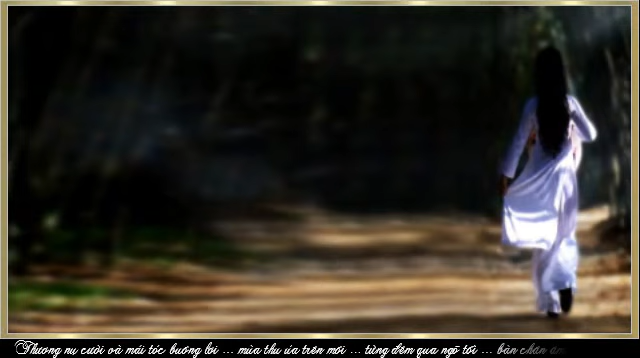 Thương nụ cười và mái tóc buông lơi ... mùa thu úa trên môi ... từng đêm qua ngõ tối ... bàn chân